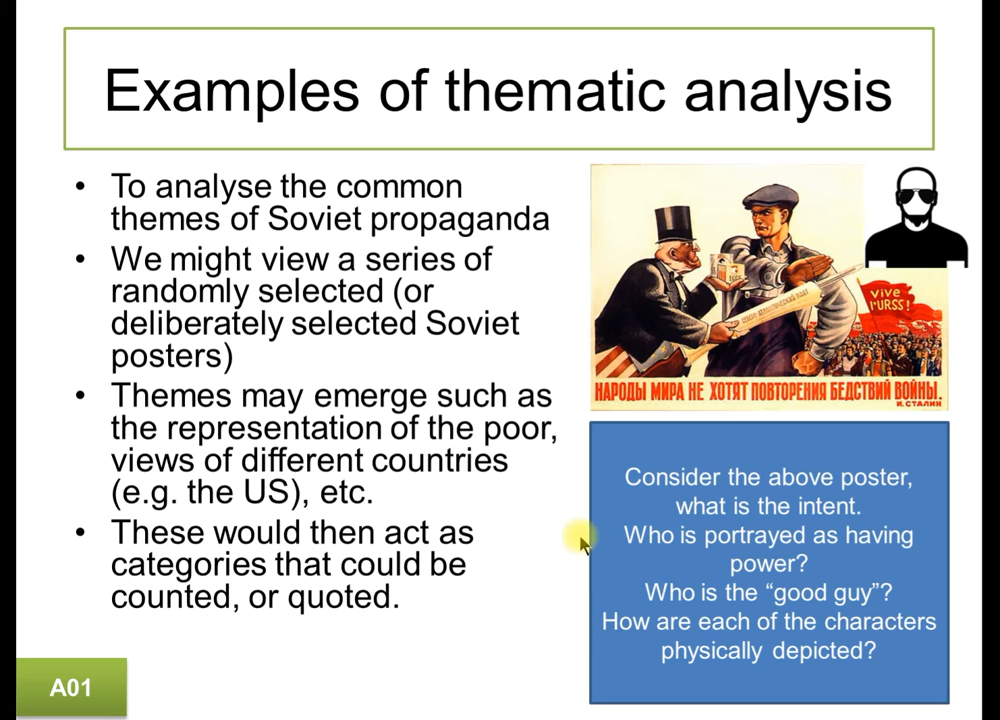 Examples of thematic analysis
• To analyse the common
themes of Soviet propaganda
• We might view a series of
randomly selected (or
deliberately selected Soviet
posters)
• Themes may emerge such as
the representation of the poor,
views of different countries
(e.g. the US), etc.
• These would then act as
categories that could be
counted, or quoted.
A01
vive
l'URSS!
НАРОДЫ МИРА НЕ ХОТЯТ ПОВТОРЕНИЯ БЕДСТВИЙ ВОЙНЫ.
И. СТАЛИН
Consider the above poster,
what is the intent.
Who is portrayed as having
power?
Who is the “good guy”?
How are each of the characters
physically depicted?